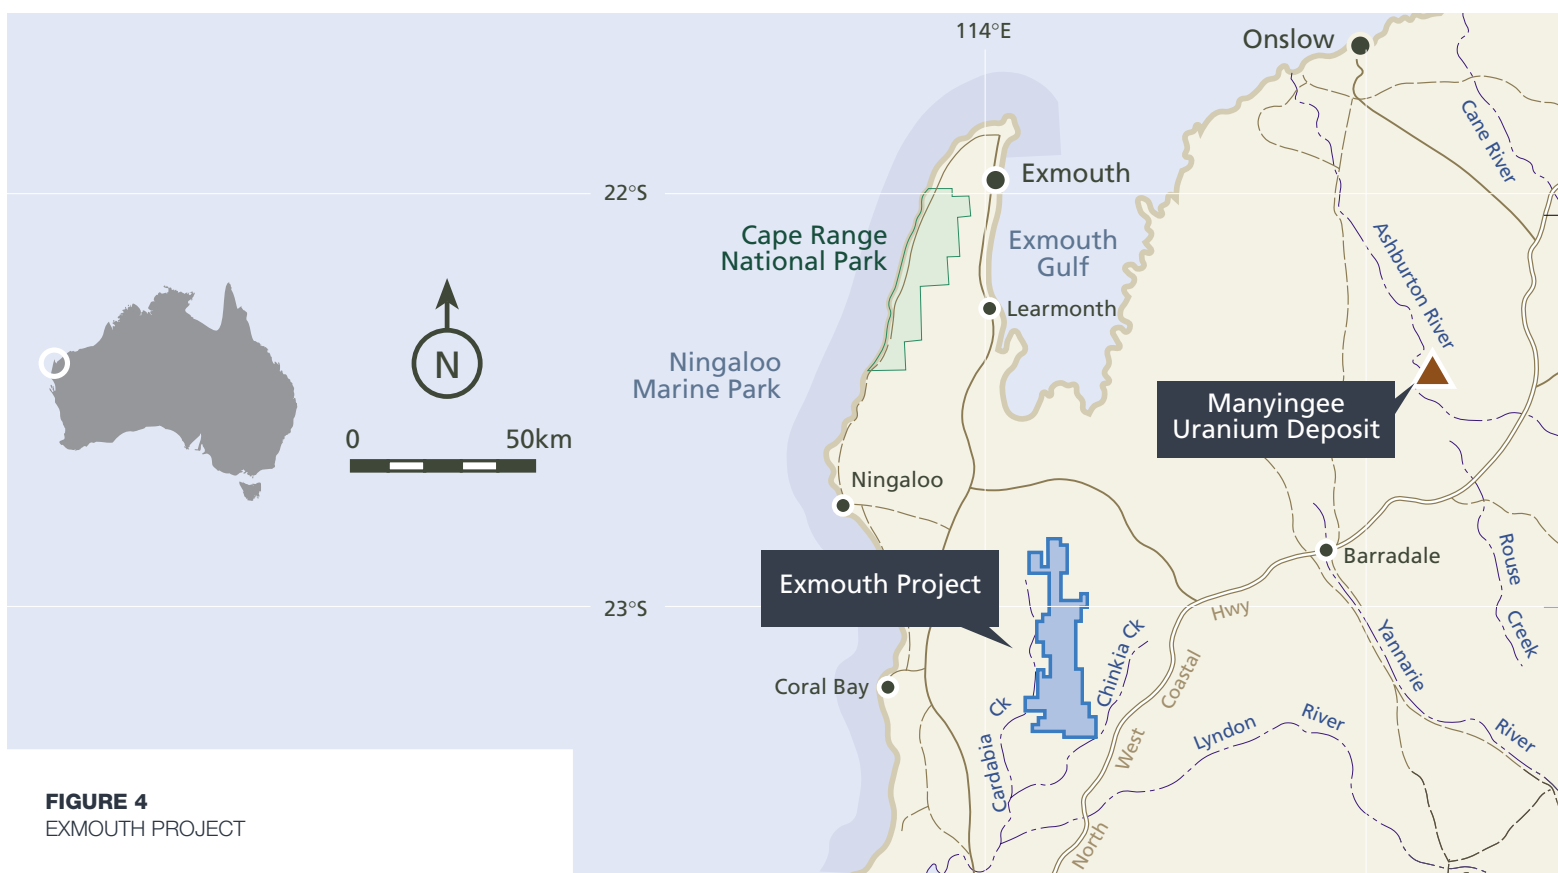 114°E
Onslow
Cane River
22°S
Exmouth
Cape Range
National Park
Exmouth
Gulf
Ashburton River
Learmonth
N
Ningaloo
Marine Park
0
50km
Manyingee
Uranium Deposit
Ningaloo
Rouse
Creek
Barradale
Exmouth Project
23°S
Hwy
Coastal
West
North
Chinkia Ck
Yannarie
River
Coral Bay
Cardabia
Ck
Lyndon
River
FIGURE 4
EXMOUTH PROJECT